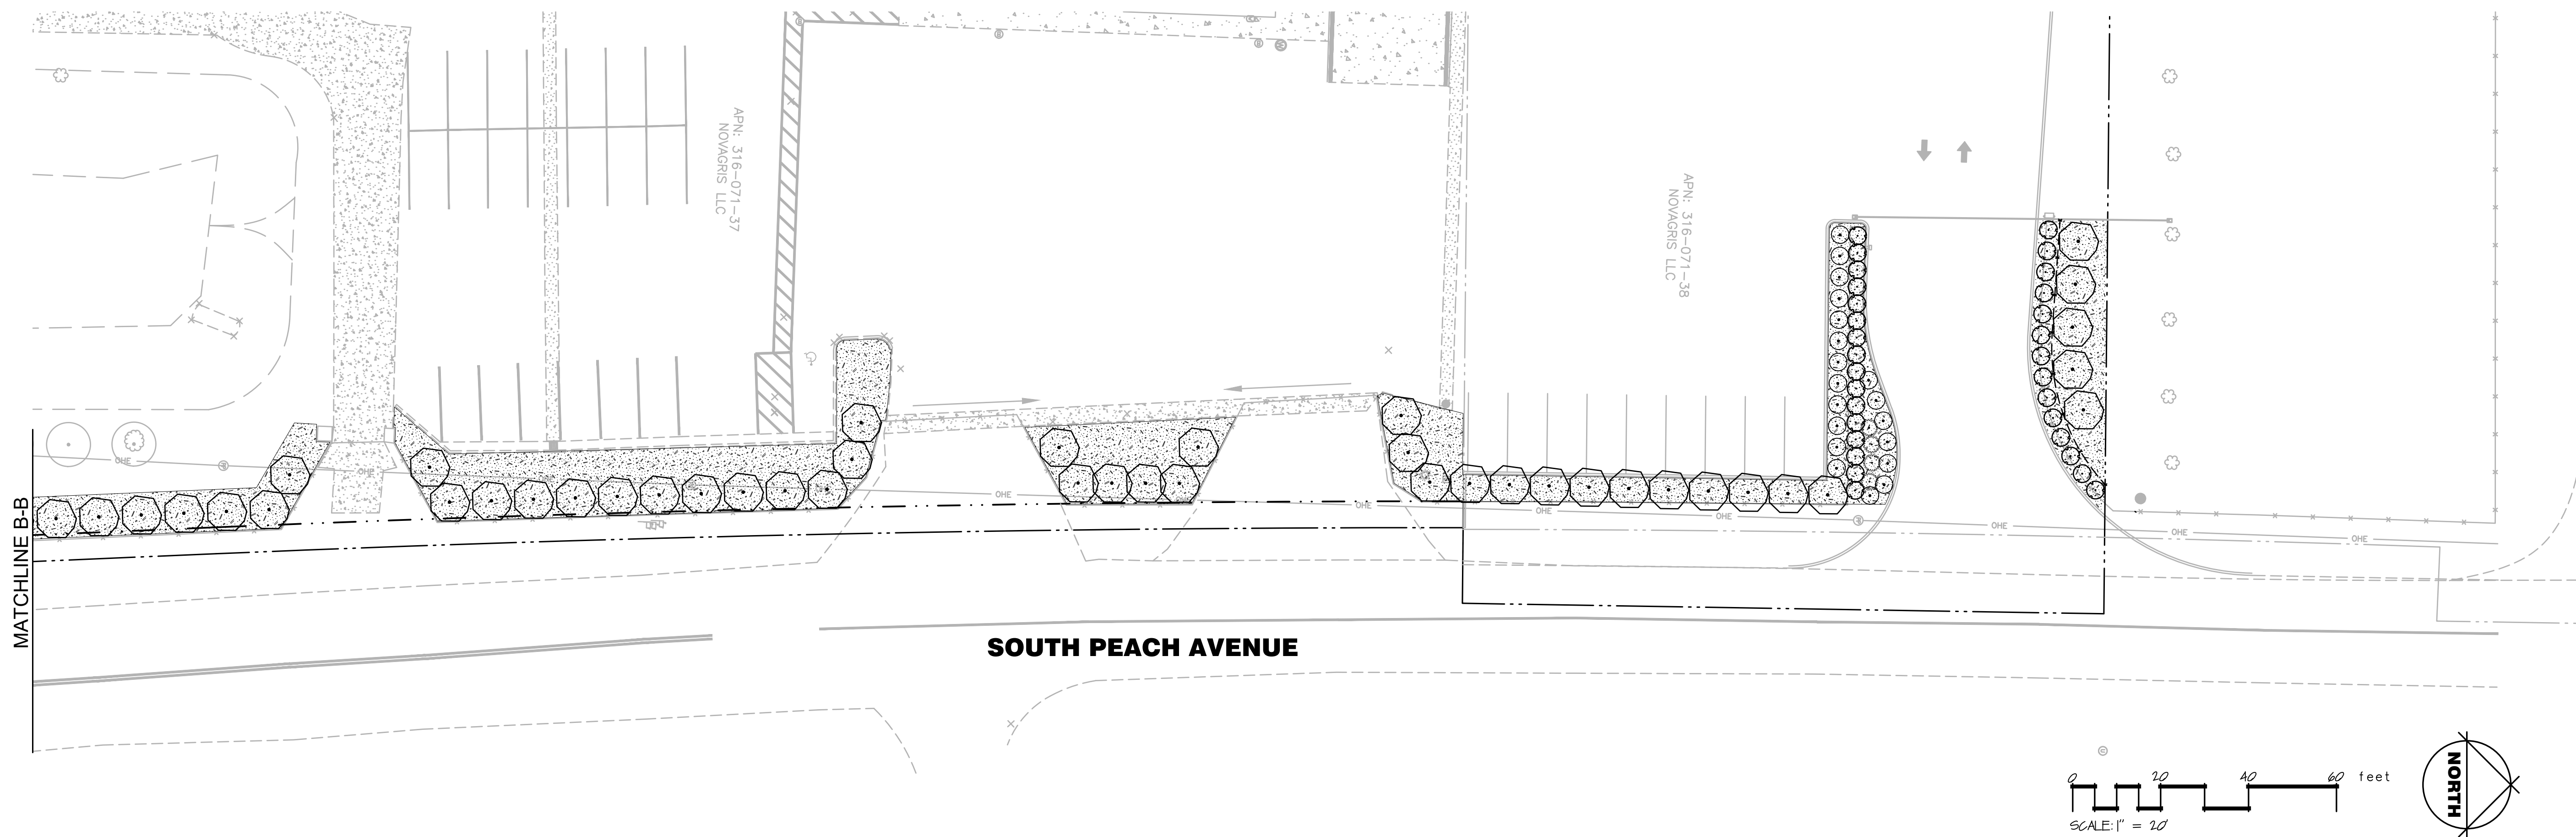 APN: 316-071-37
NOVAGRIS LLC
APN: 316-071-38
NOVAGRIS LLC
OHE
OHE
OHE
OHE
OHE
OHE
OHE
OHE
OHE
MATCHLINE B-B
SOUTH PEACH AVENUE
0 20 40 60 feet
SCALE: 1" = 20'
NORTH